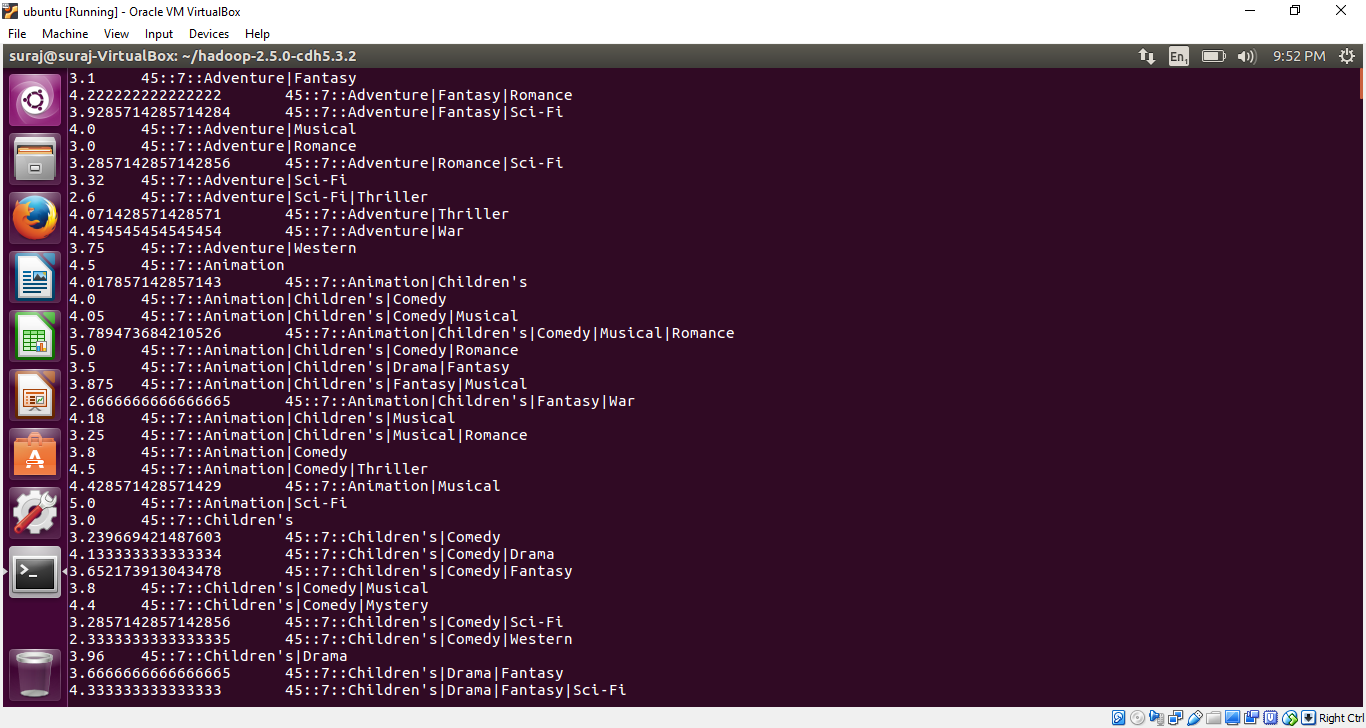 ubuntu [Running] - Oracle VM VirtualBox
File Machine View Input Devices Help
suraj@suraj-VirtualBox: ~/hadoop-2.5.0-cdh5.3.2 En1 9:52 PM
3.1 45::7::Adventure|Fantasy
4.222222222222222 45::7::Adventure|Fantasy|Romance
3.9285714285714284 45::7::Adventure|Fantasy|Sci-Fi
4.0 45::7::Adventure|Musical
3.0 45::7::Adventure|Romance
3.2857142857142856 45::7::Adventure|Romance|Sci-Fi
3.32 45::7::Adventure|Sci-Fi
2.6 45::7::Adventure|Sci-Fi|Thriller
4.071428571428571 45::7::Adventure|Thriller
4.454545454545454 45::7::Adventure|War
3.75 45::7::Adventure|Western
4.5 45::7::Animation
4.017857142857143 45::7::Animation|Children's
4.0 45::7::Animation|Children's|Comedy
4.05 45::7::Animation|Children's|Comedy|Musical
3.789473684210526 45::7::Animation|Children's|Comedy|Musical|Romance
5.0 45::7::Animation|Children's|Comedy|Romance
3.5 45::7::Animation|Children's|Drama|Fantasy
3.875 45::7::Animation|Children's|Fantasy|Musical
2.6666666666666665 45::7::Animation|Children's|Fantasy|War
4.18 45::7::Animation|Children's|Musical
3.25 45::7::Animation|Children's|Musical|Romance
3.8 45::7::Animation|Comedy
4.5 45::7::Animation|Comedy|Thriller
4.428571428571429 45::7::Animation|Musical
5.0 45::7::Animation|Sci-Fi
3.0 45::7::Children's
3.239669421487603 45::7::Children's|Comedy
4.133333333333334 45::7::Children's|Comedy|Drama
3.652173913043478 45::7::Children's|Comedy|Fantasy
3.8 45::7::Children's|Comedy|Musical
4.4 45::7::Children's|Comedy|Mystery
3.2857142857142856 45::7::Children's|Comedy|Sci-Fi
2.3333333333333335 45::7::Children's|Comedy|Western
3.96 45::7::Children's|Drama
3.6666666666666665 45::7::Children's|Drama|Fantasy
4.333333333333333 45::7::Children's|Drama|Fantasy|Sci-Fi
Right Ctrl